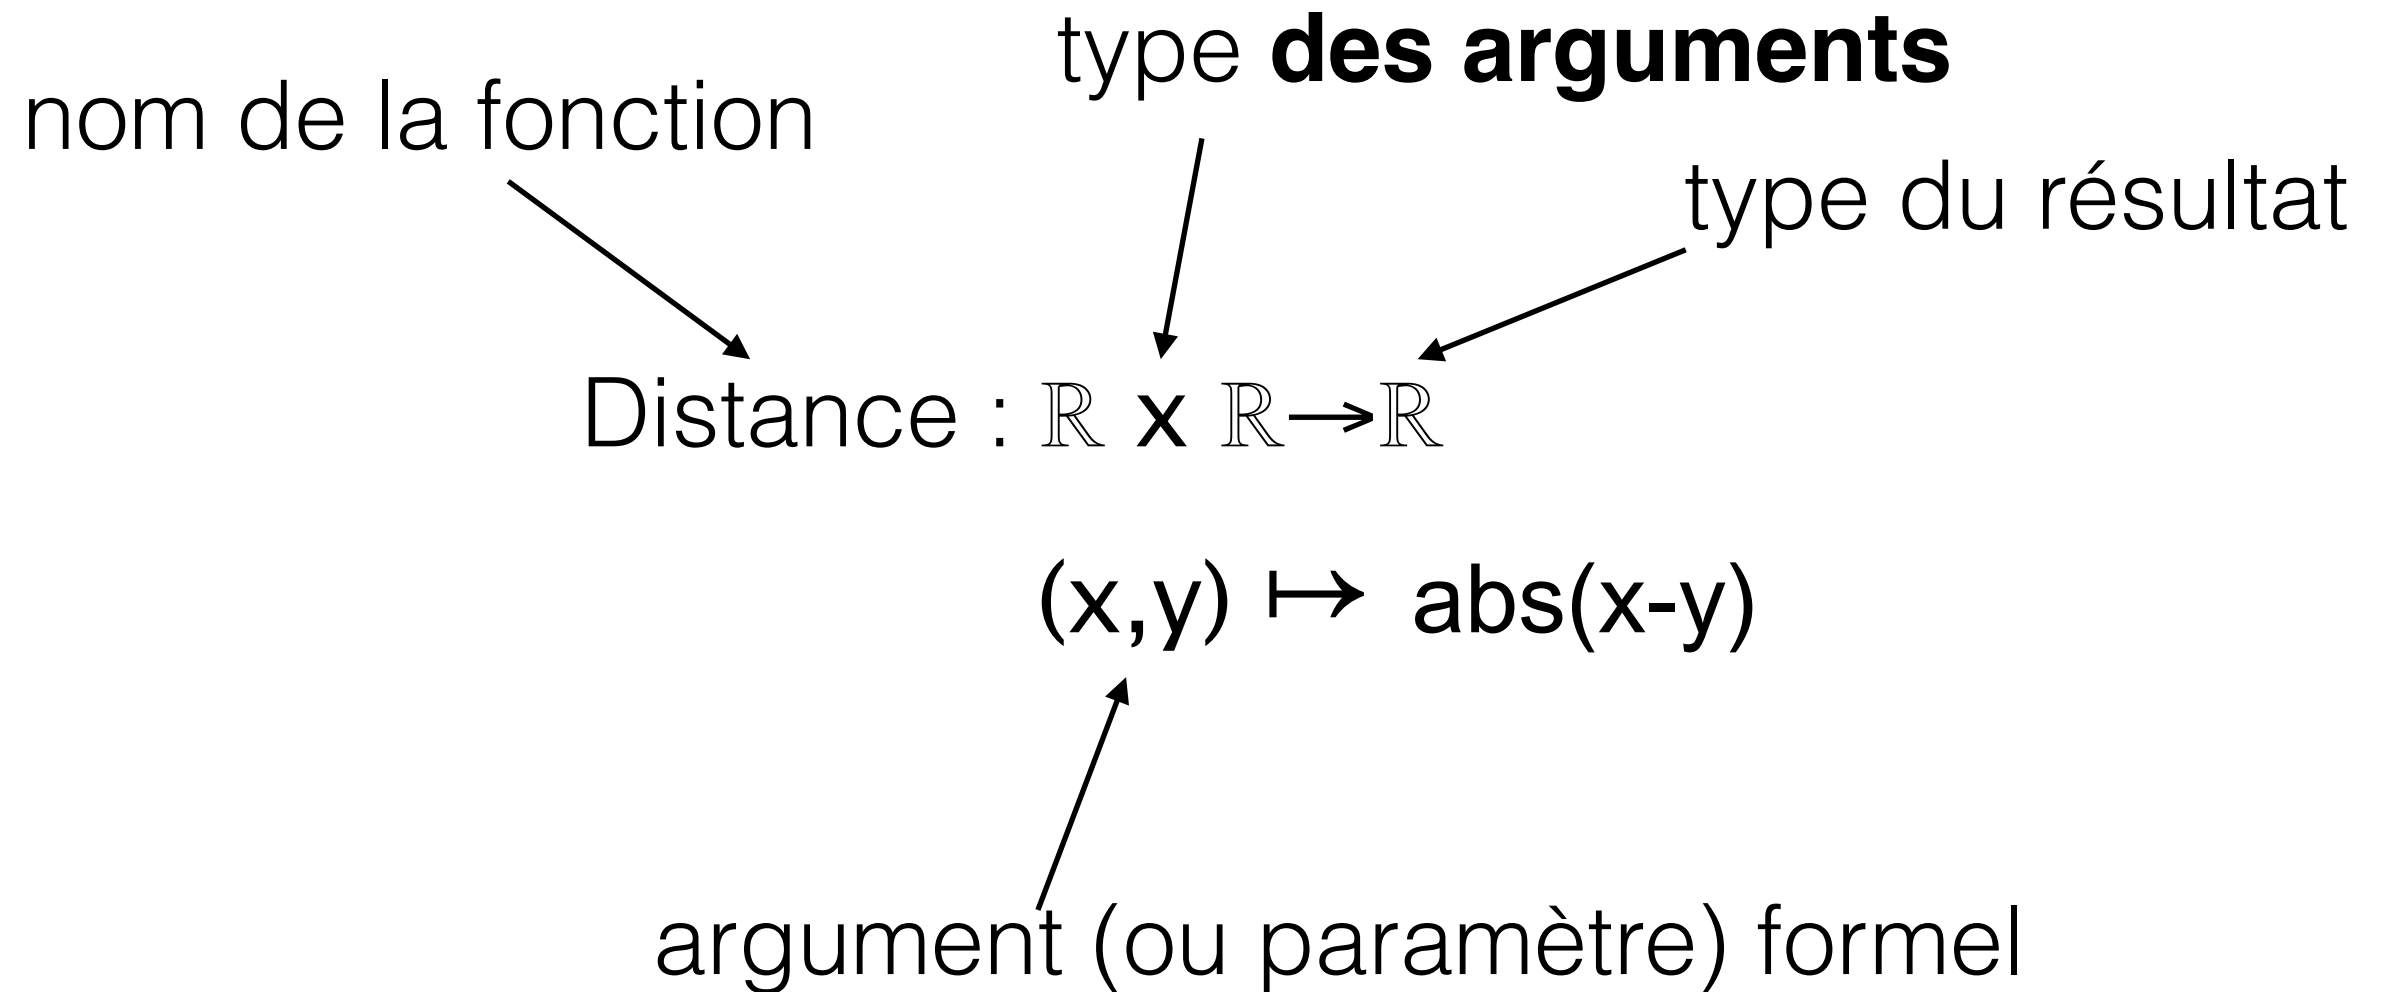 type des arguments
nom de la fonction
type du résultat
Distance : ℝ x ℝ→ℝ
(x,y) ↦ abs(x-y)
argument (ou paramètre) formel